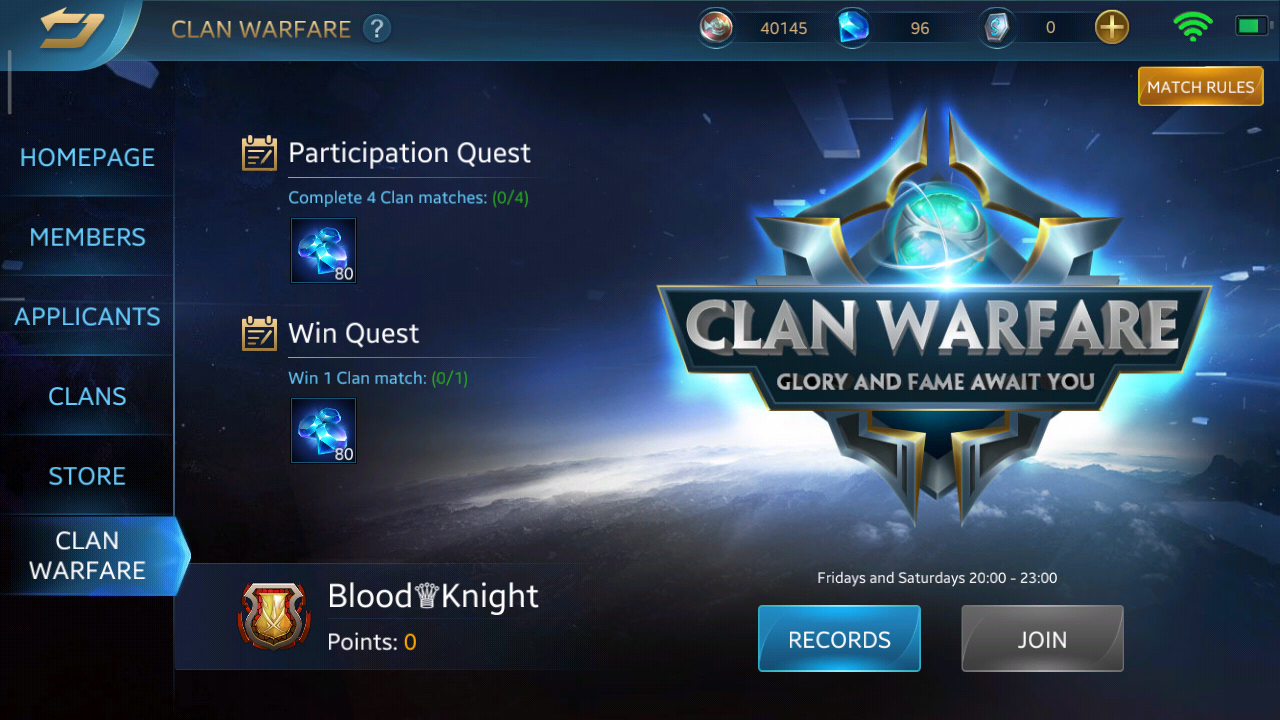 CLAN WARFARE ?
40145
96
0
MATCH RULES
HOMEPAGE
MEMBERS
APPLICANTS
CLANS
STORE
CLAN
WARFARE
Participation Quest
Complete 4 Clan matches: (0/4)
80
Win Quest
Win 1 Clan match: (0/1)
80
CLAN WARFARE
GLORY AND FAME AWAIT YOU
Blood♛Knight
Points: 0
Fridays and Saturdays 20:00 - 23:00
RECORDS
JOIN